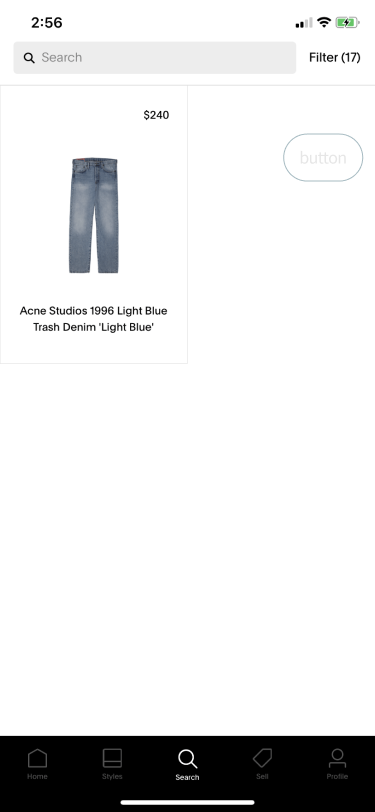 2:56
Search
Filter (17)
$240
button
Acne Studios 1996 Light Blue
Trash Denim 'Light Blue'
Home
Styles
Search
Sell
Profile